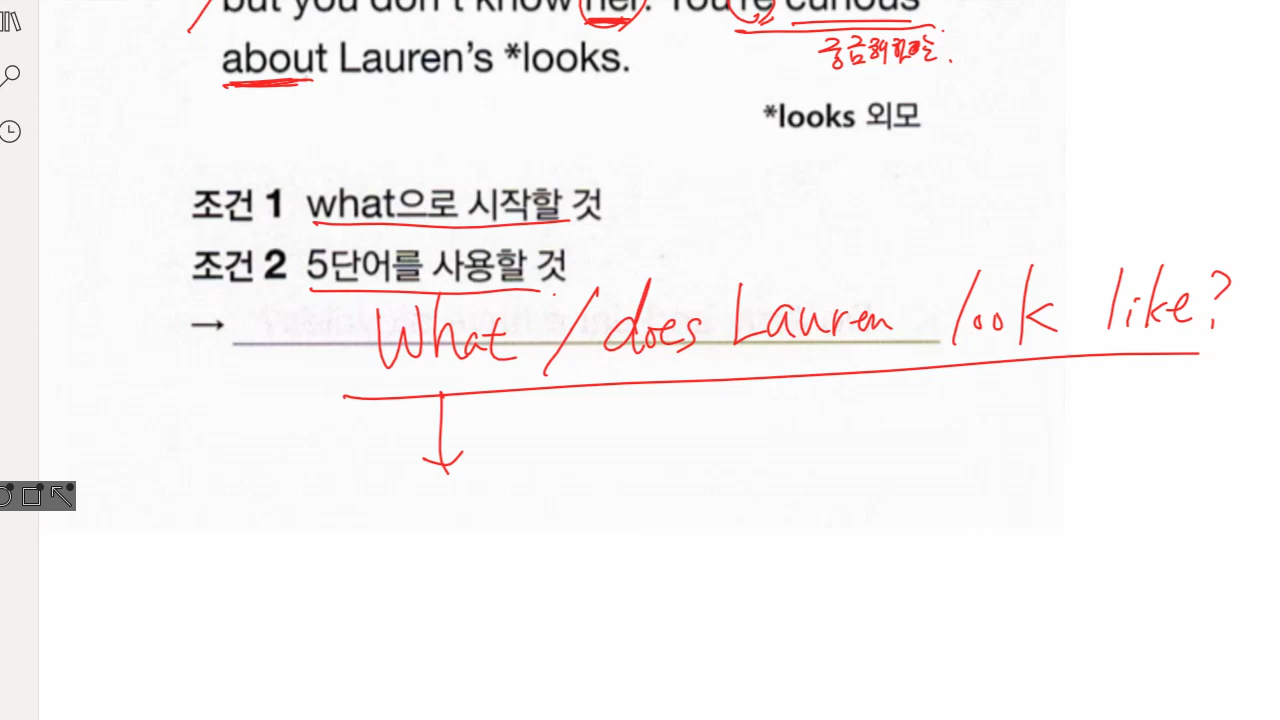 but you don't know her. You're curious
about Lauren's *looks.
궁금해하는
*looks 외모
조건 1 what으로 시작할 것
조건 2 5단어를 사용할 것
→ What / does Lauren look like?